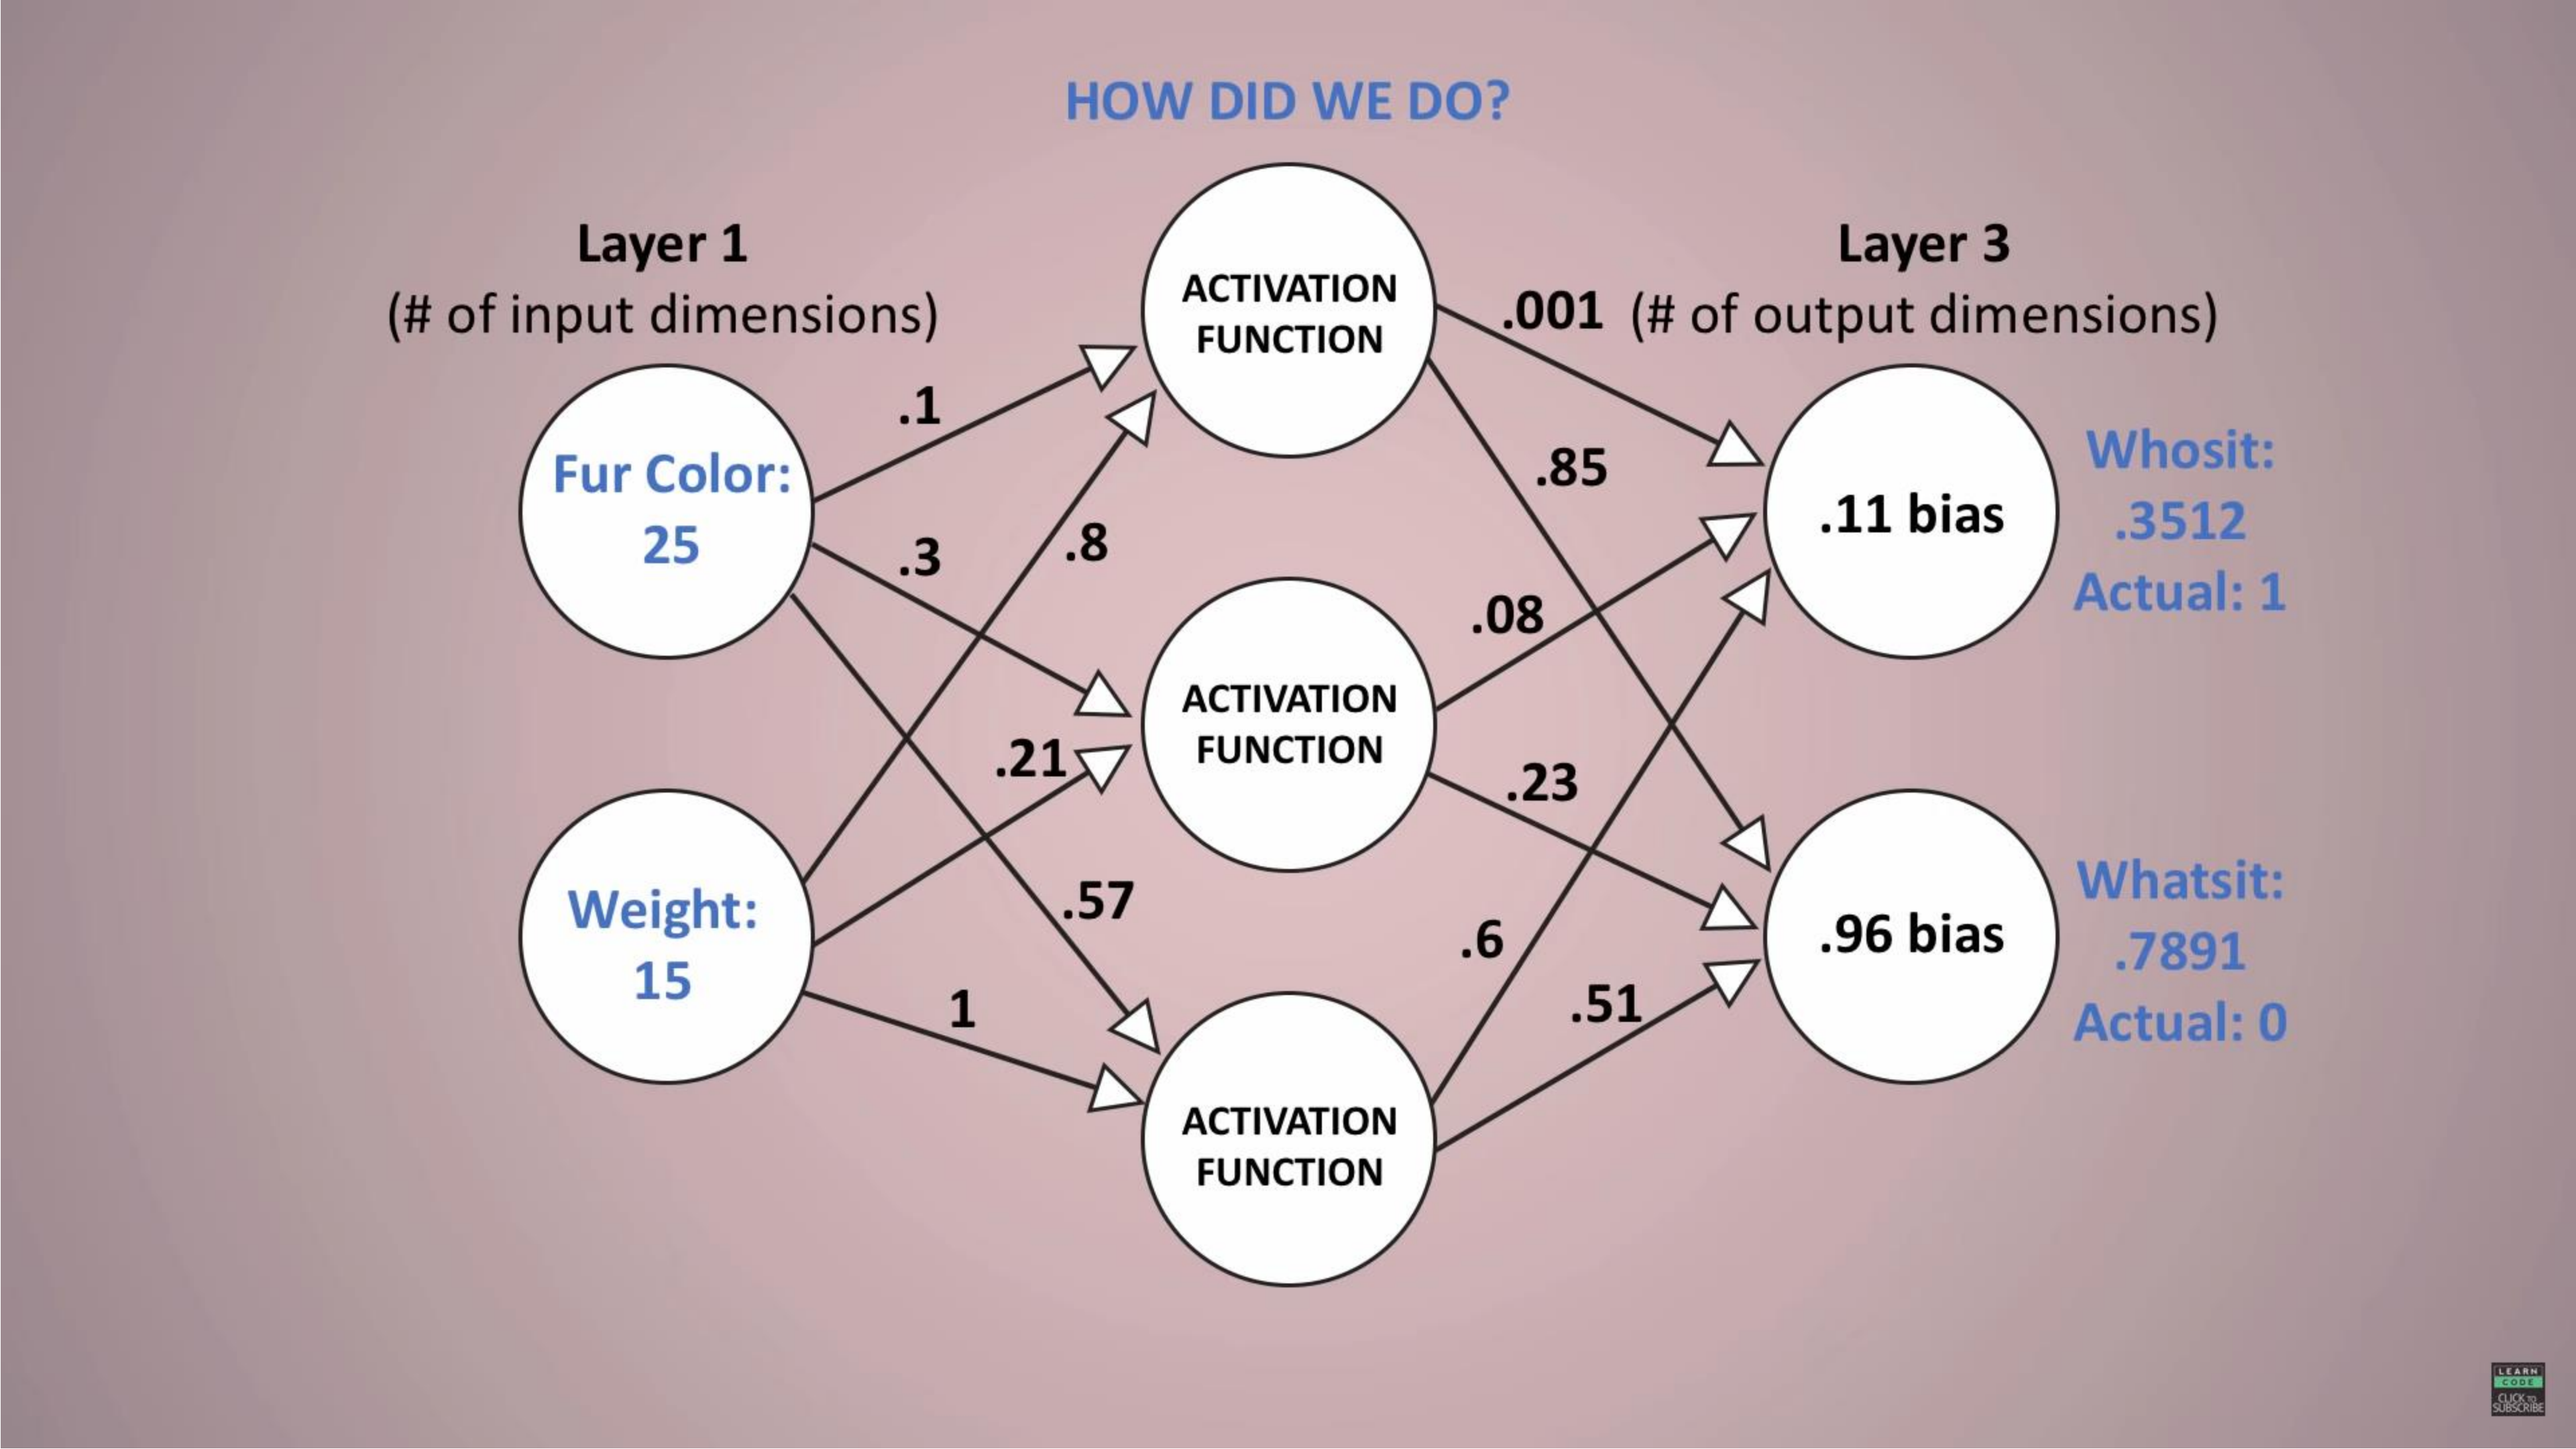 HOW DID WE DO?
Layer 1
(# of input dimensions)
Layer 3
(# of output dimensions)
Fur Color:
25
Weight:
15
.1
.3
.8
.21
.57
1
ACTIVATION
FUNCTION
ACTIVATION
FUNCTION
ACTIVATION
FUNCTION
.001
.85
.08
.23
.6
.51
.11 bias
.96 bias
Whosit:
.3512
Actual: 1
Whatsit:
.7891
Actual: 0
LEARN
CODE
CLICK TO
SUBSCRIBE